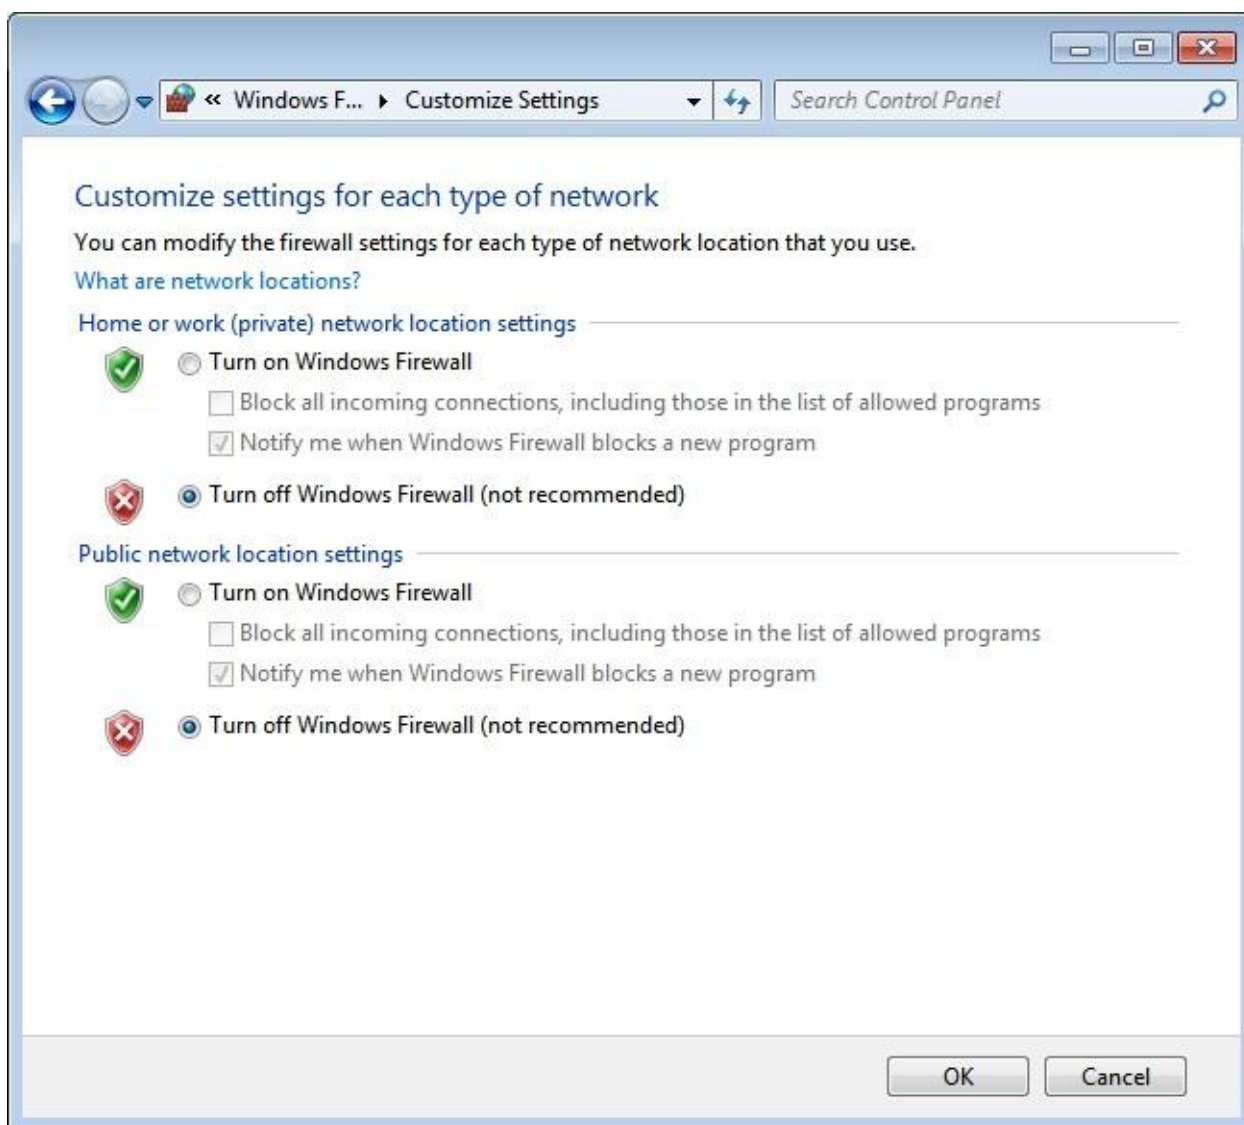 « Windows F... ▸ Customize Settings
Search Control Panel
Customize settings for each type of network
You can modify the firewall settings for each type of network location that you use.
What are network locations?
Home or work (private) network location settings
Turn on Windows Firewall
Block all incoming connections, including those in the list of allowed programs
Notify me when Windows Firewall blocks a new program
Turn off Windows Firewall (not recommended)
Public network location settings
Turn on Windows Firewall
Block all incoming connections, including those in the list of allowed programs
Notify me when Windows Firewall blocks a new program
Turn off Windows Firewall (not recommended)
OK
Cancel